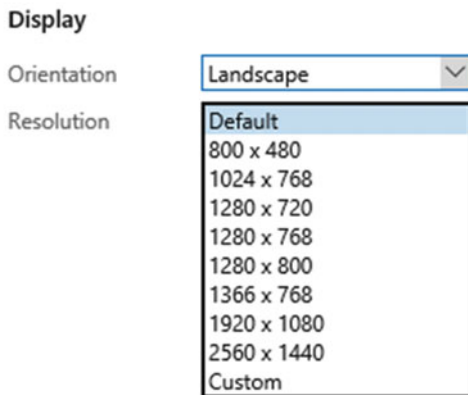 Display
Orientation Landscape
Resolution Default
800 x 480
1024 x 768
1280 x 720
1280 x 768
1280 x 800
1366 x 768
1920 x 1080
2560 x 1440
Custom